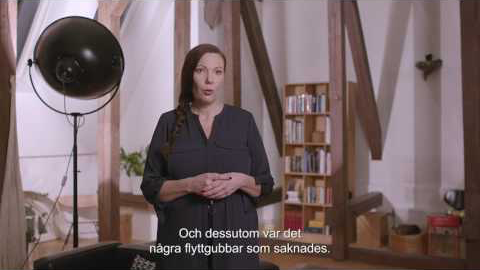 Och dessutom var det
några flyttgubbar som saknades.